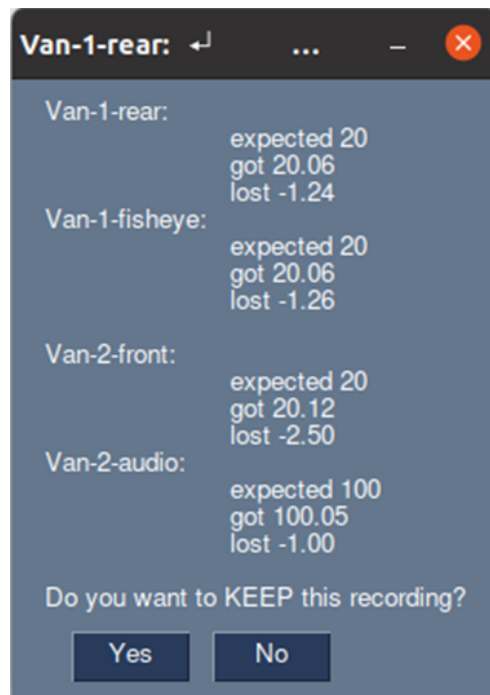 Van-1-rear: ↵ ... –
Van-1-rear:
expected 20
got 20.06
lost -1.24
Van-1-fisheye:
expected 20
got 20.06
lost -1.26
Van-2-front:
expected 20
got 20.12
lost -2.50
Van-2-audio:
expected 100
got 100.05
lost -1.00
Do you want to KEEP this recording?
Yes No